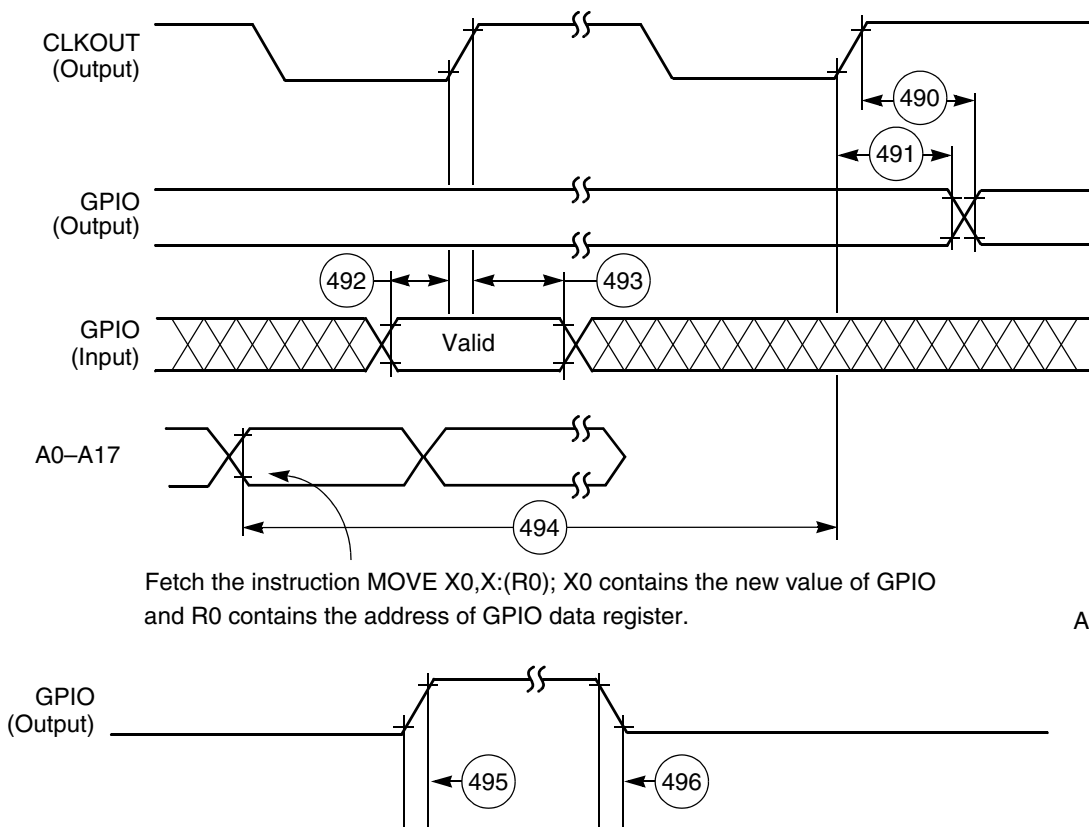 CLKOUT
(Output)
490
491
GPIO
(Output)
492
493
GPIO
(Input)
Valid
A0–A17
494
Fetch the instruction MOVE X0,X:(R0); X0 contains the new value of GPIO
and R0 contains the address of GPIO data register.
A
GPIO
(Output)
495
496